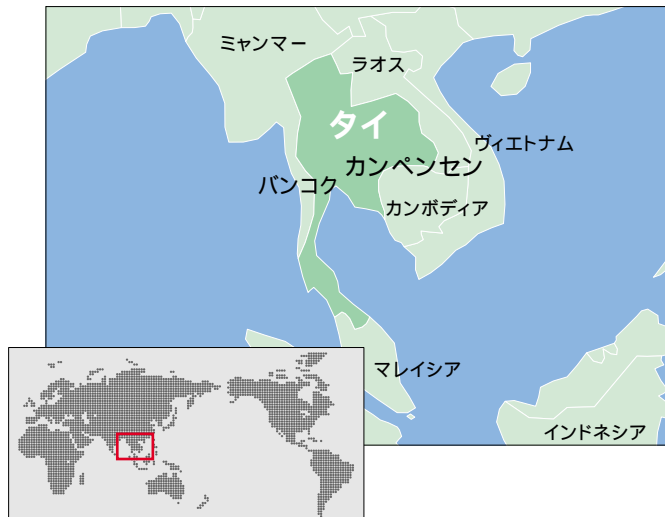 ミャンマー
ラオス
タイ
ヴィエトナム
カンペンセン
バンコク
カンボディア
マレイシア
インドネシア